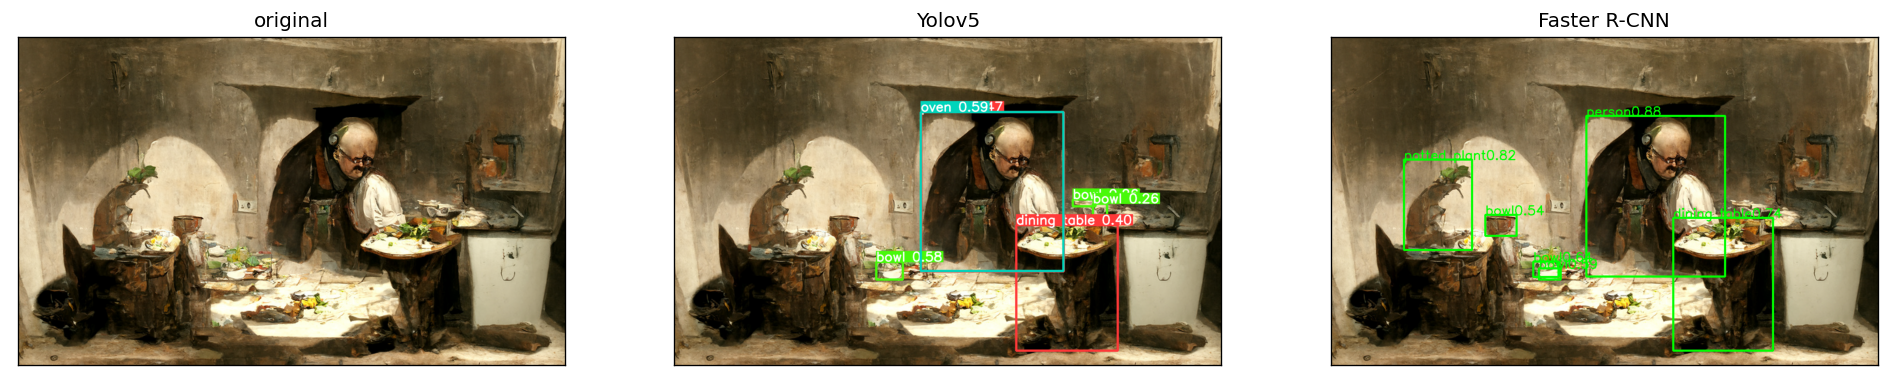 original
Yolov5
Faster R-CNN
oven 0.59
bowl 0.26
dining table 0.40
bowl 0.58
person0.88
potted plant0.82
bowl0.54